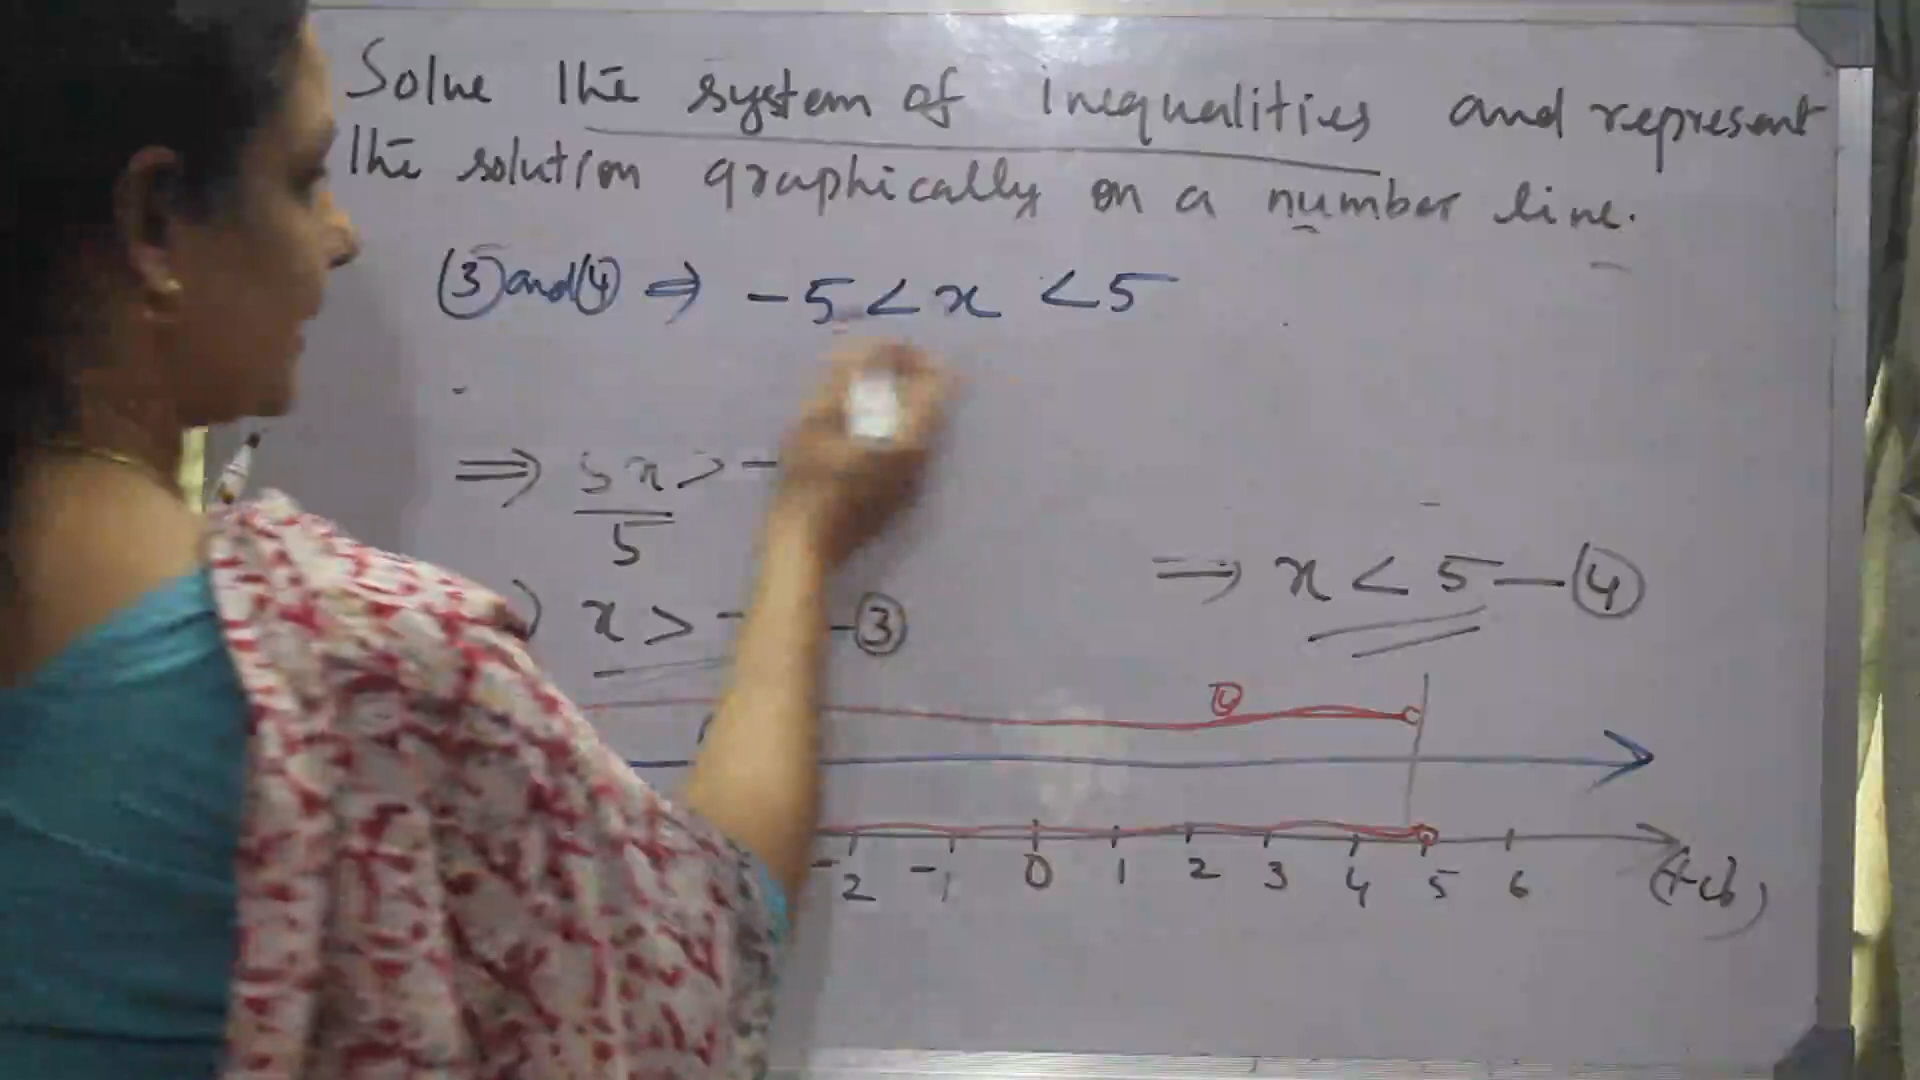 Solve the system of inequalities and represent
the solution graphically on a number line.
③ and ④ ⇒ -5 < x < 5
⇒ 5x > -
5
x > - - ③
⇒ x < 5 — ④
④
-2 -1 0 1 2 3 4 5 6